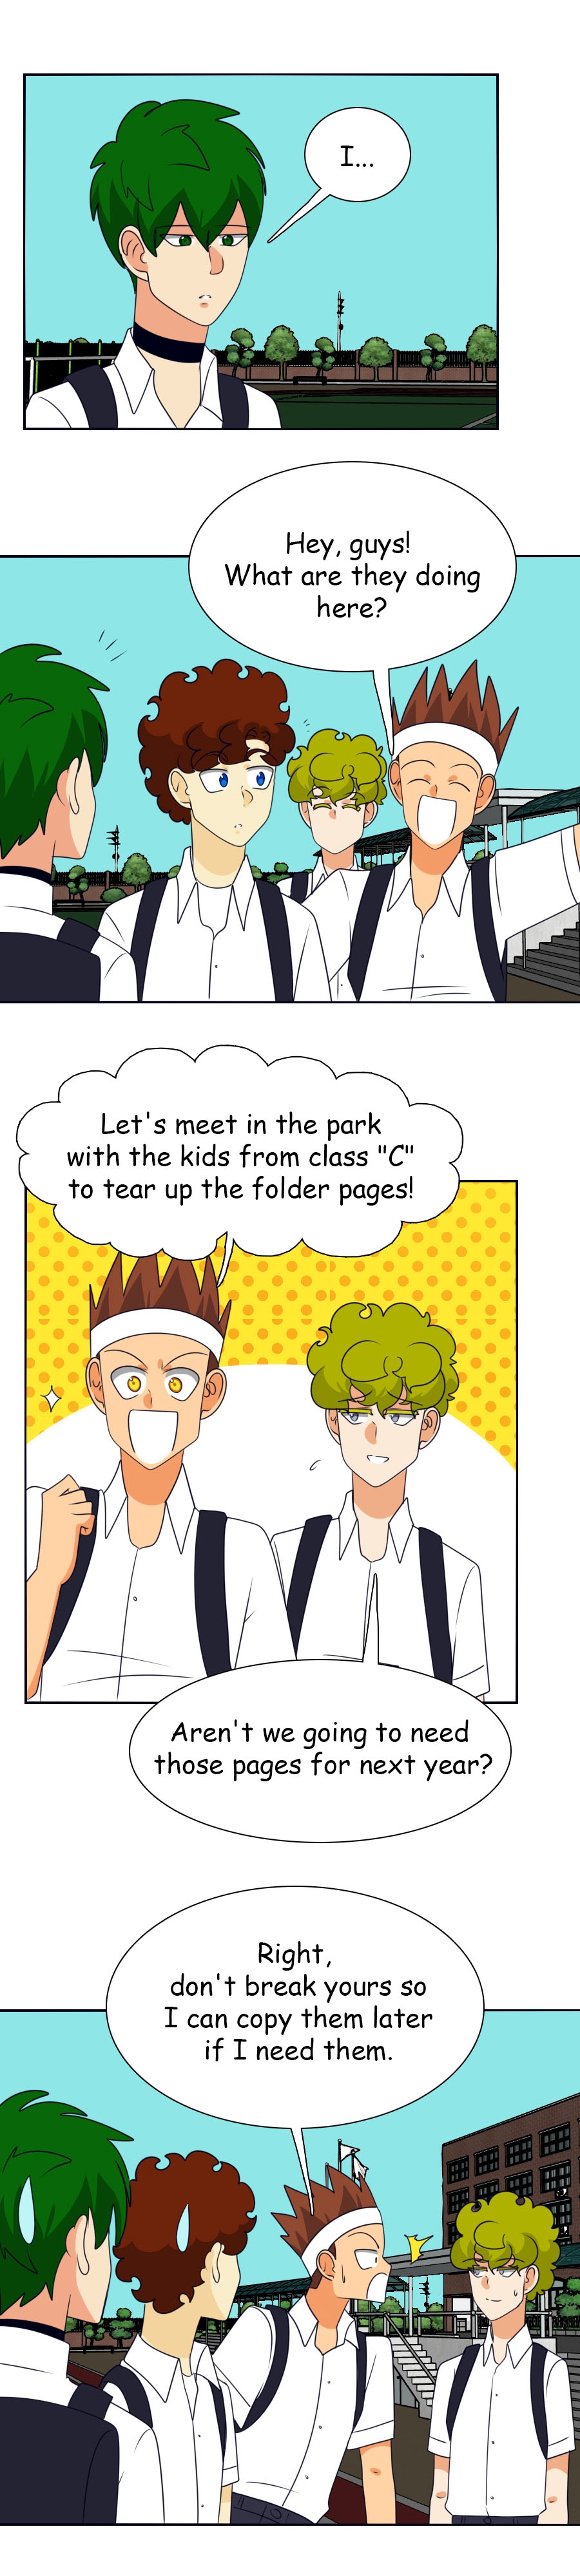 I...
Hey, guys!
What are they doing
here?
Let's meet in the park
with the kids from class "C"
to tear up the folder pages!
Aren't we going to need
those pages for next year?
Right,
don't break yours so
I can copy them later
if I need them.